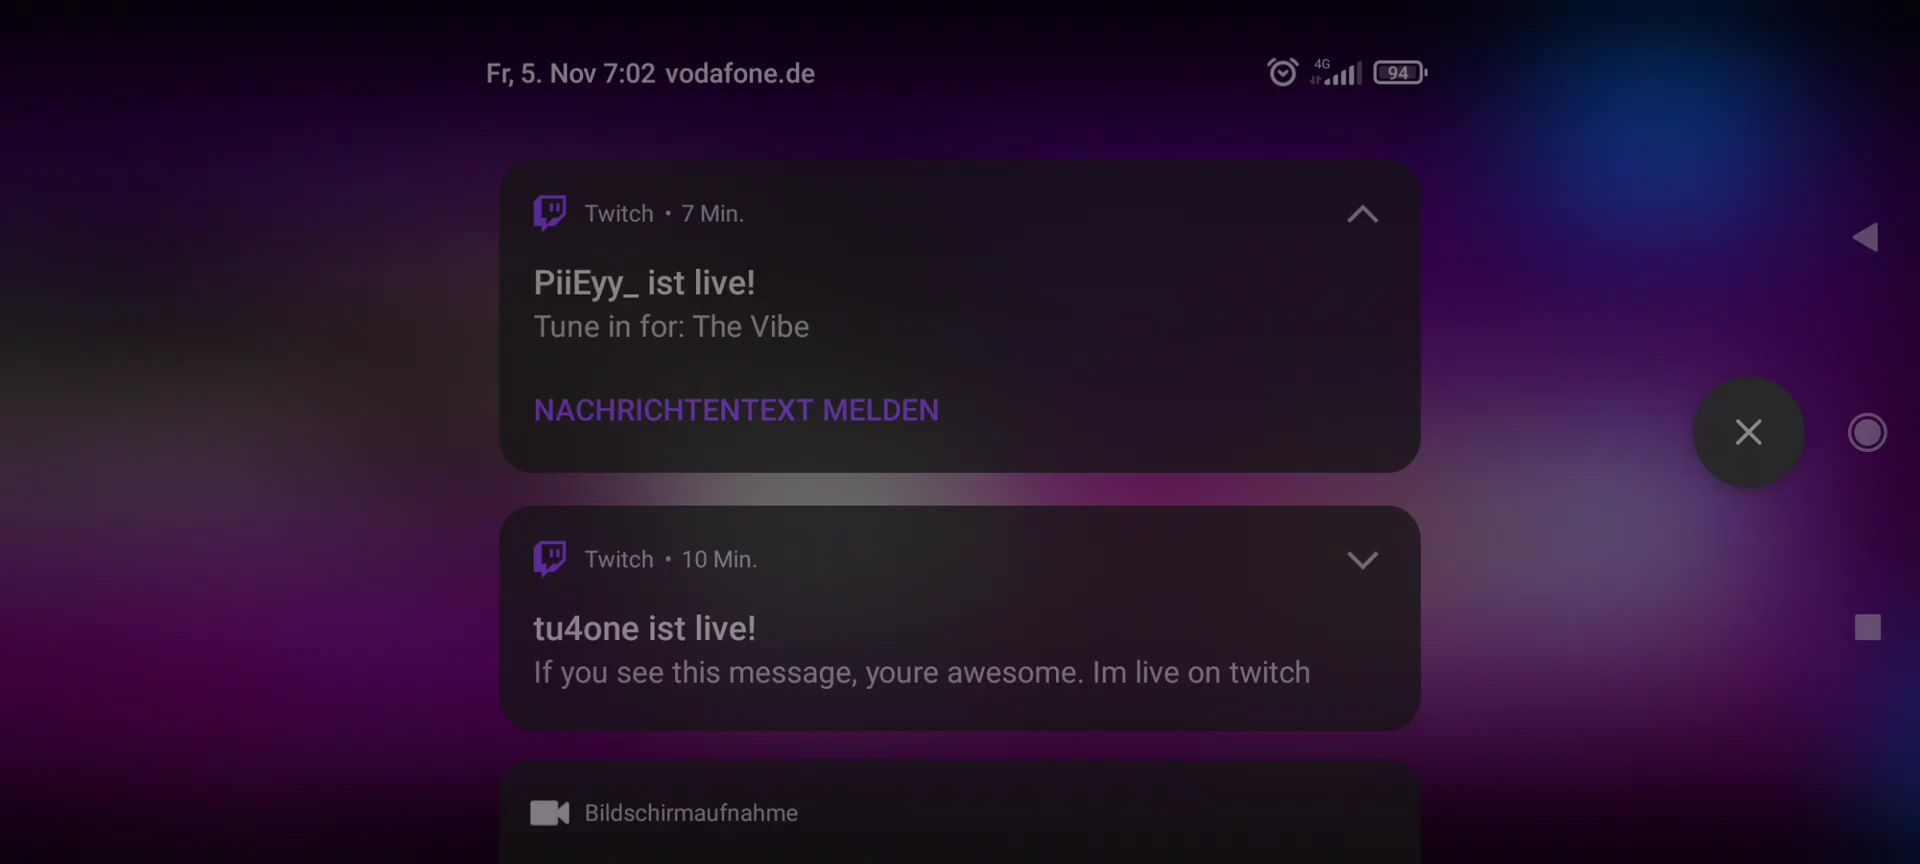 Fr, 5. Nov 7:02 vodafone.de
4G
94
Twitch • 7 Min.
PiiEyy_ ist live!
Tune in for: The Vibe
NACHRICHTENTEXT MELDEN
Twitch • 10 Min.
tu4one ist live!
If you see this message, youre awesome. Im live on twitch
Bildschirmaufnahme